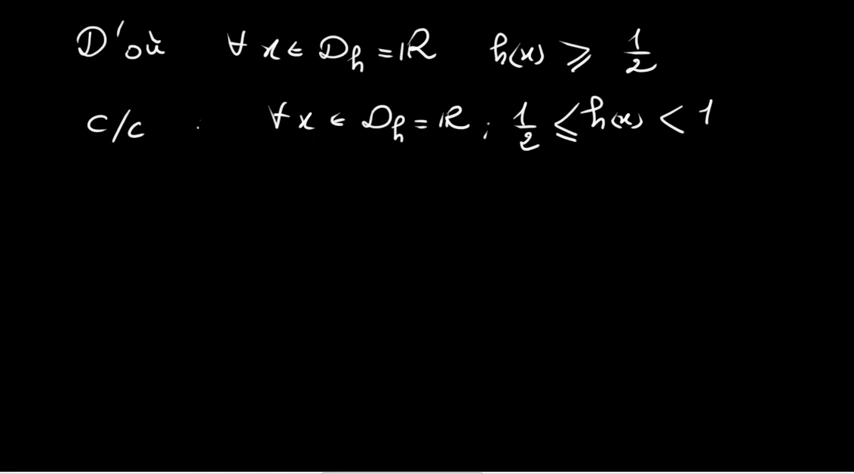 D'où ∀ x ∈ D_h = ℝ h(x) ⩾ 1/2
c/c : ∀ x ∈ D_h = ℝ ; 1/2 ⩽ h(x) < 1